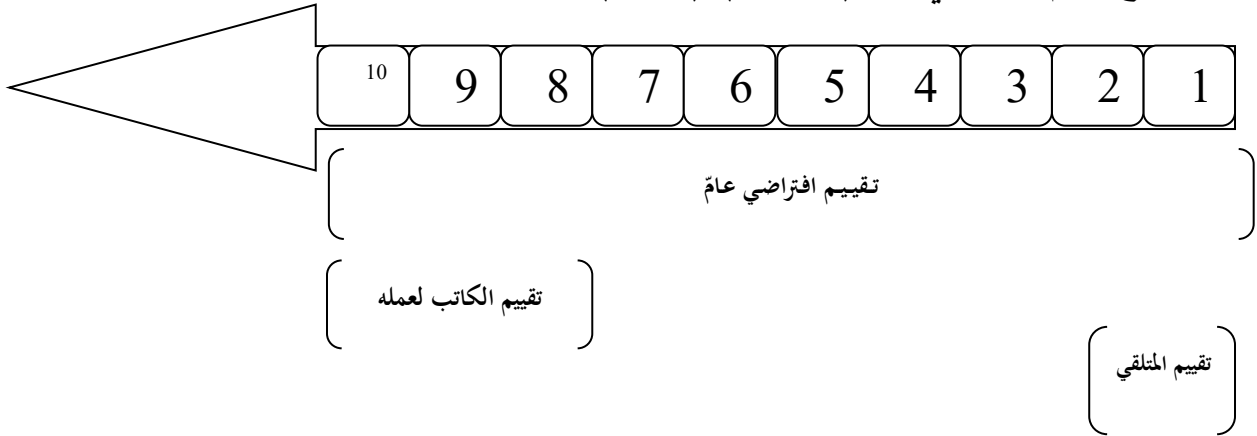 1 2 3 4 5 6 7 8 9 10
تقييم افتراضي عامّ
تقييم الكاتب لعمله
تقييم المتلقي